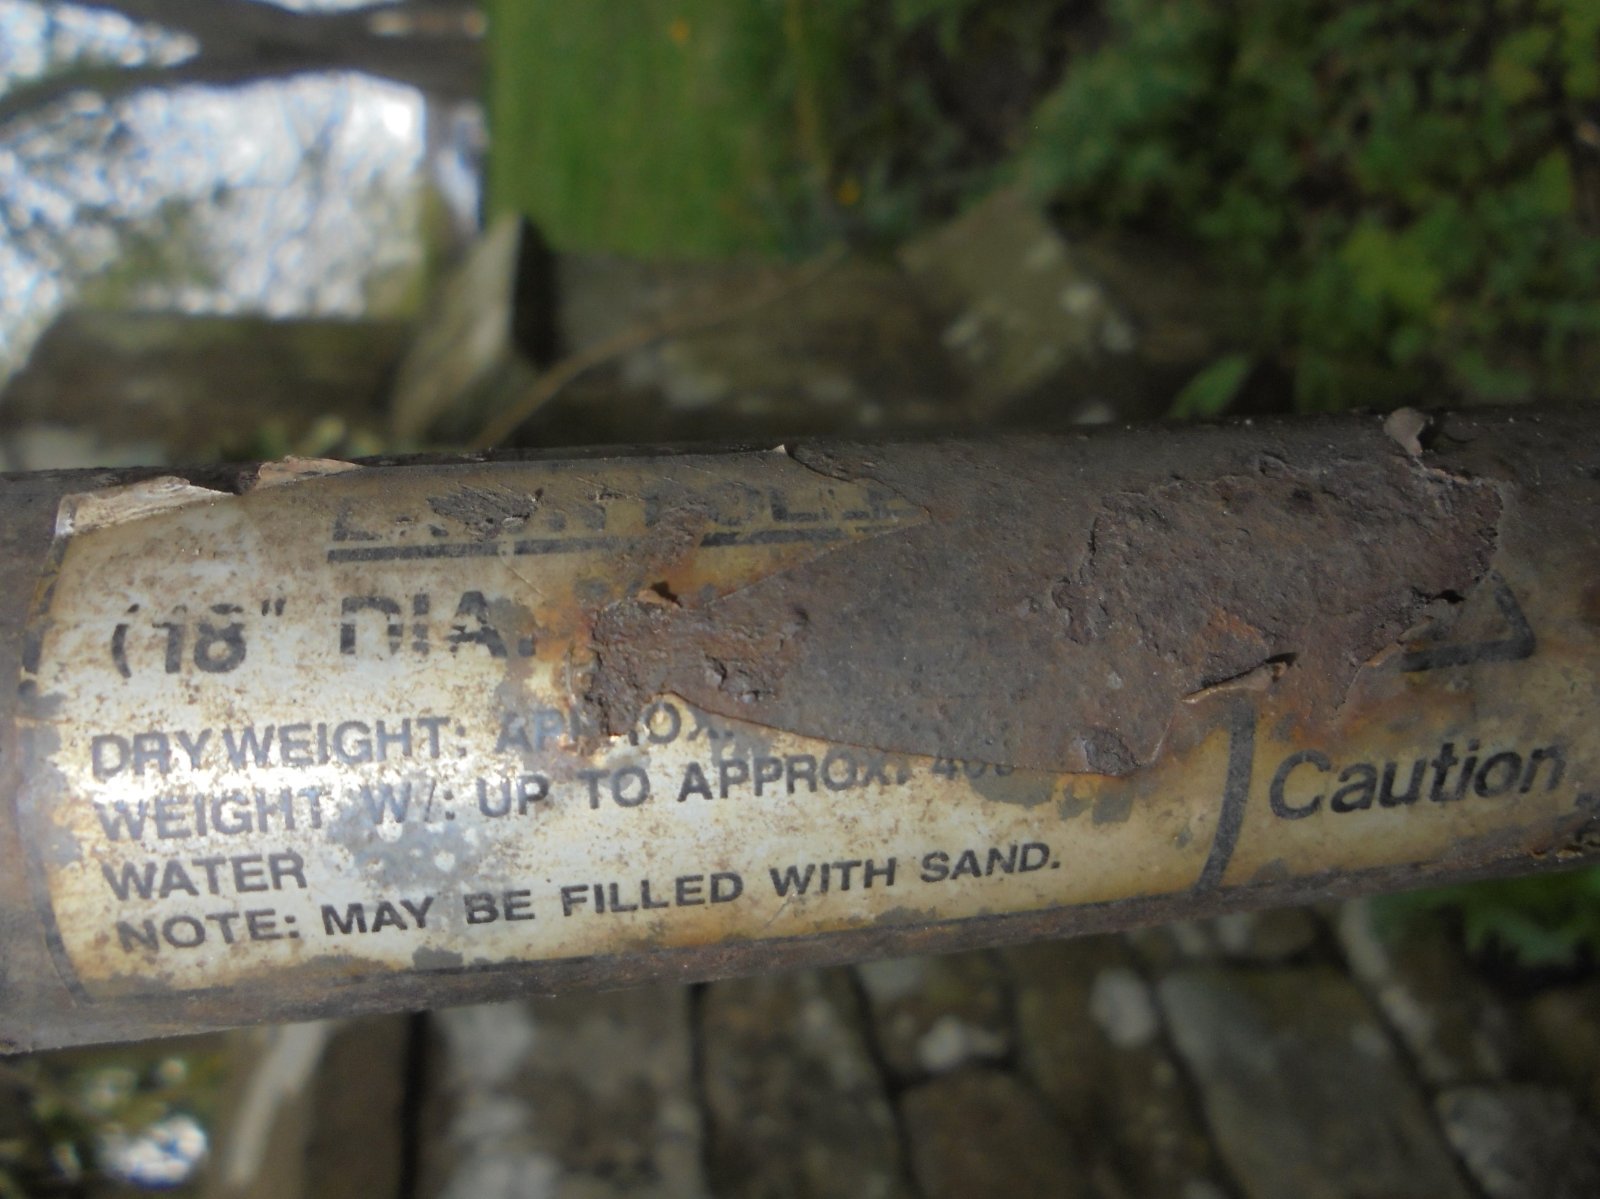 (18" DIA.
DRY WEIGHT: APPROX.
WEIGHT W/: UP TO APPROX.
WATER
NOTE: MAY BE FILLED WITH SAND.
Caution